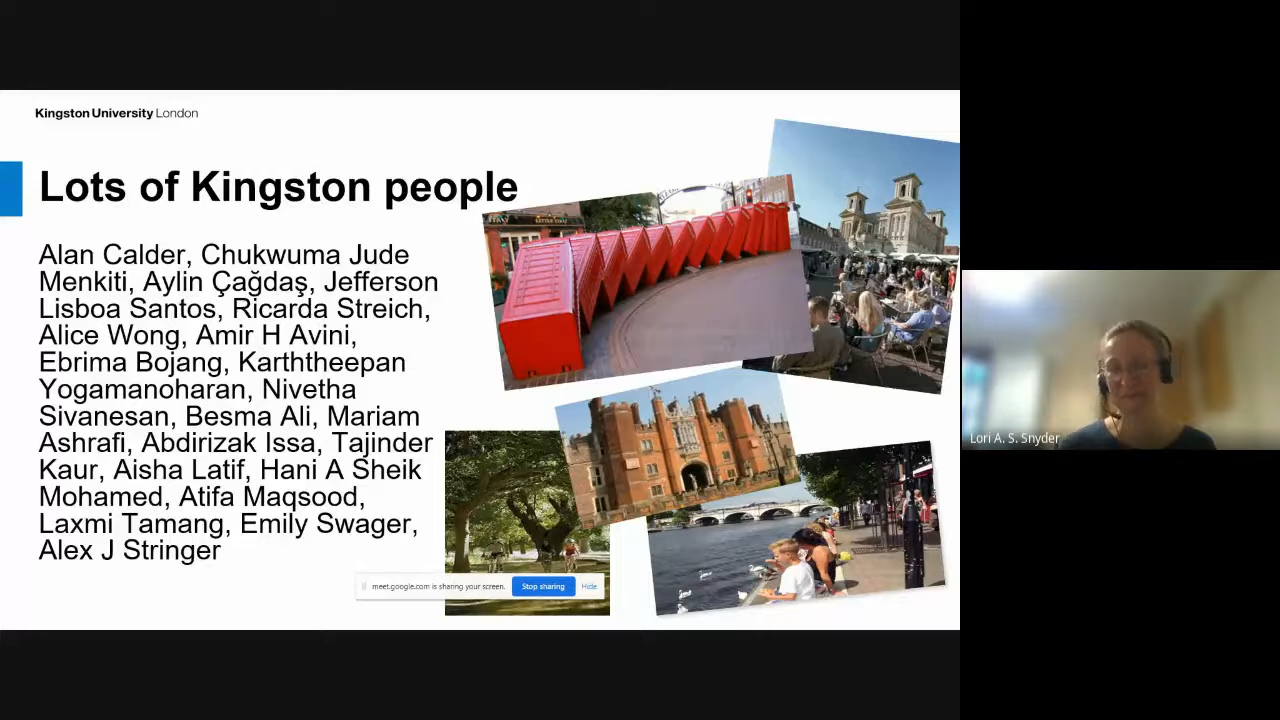 Kingston University London
Lots of Kingston people
Alan Calder, Chukwuma Jude
Menkiti, Aylin Çağdaş, Jefferson
Lisboa Santos, Ricarda Streich,
Alice Wong, Amir H Avini,
Ebrima Bojang, Karththeepan
Yogamanoharan, Nivetha
Sivanesan, Besma Ali, Mariam
Ashrafi, Abdirizak Issa, Tajinder
Kaur, Aisha Latif, Hani A Sheik
Mohamed, Atifa Maqsood,
Laxmi Tamang, Emily Swager,
Alex J Stringer
meet.google.com is sharing your screen. Stop sharing Hide
Lori A. S. Snyder